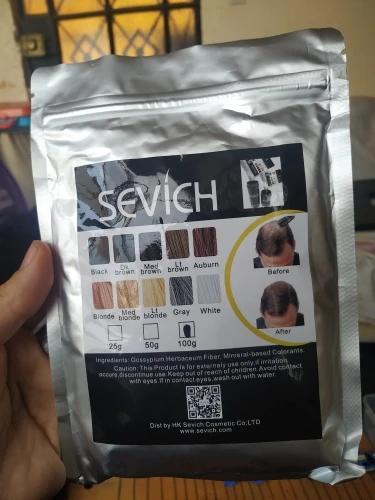 SEVICH
Black Dk brown Med brown Lt brown Auburn
Blonde Med blonde Lt blonde Gray White
Before
After
25g 50g 100g
Ingredients: Gossypium Herbaceum Fiber, Minieral-based Colorants.
Caution: This Product Is for externaly use only,if irritation
occurs,discontinue use.Keep out of reach of children.Avoid contact
with eyes.If in contact eyes,wash out with water.
Dist by HK Sevich Cosmetic Co;LTD
www.sevich.com